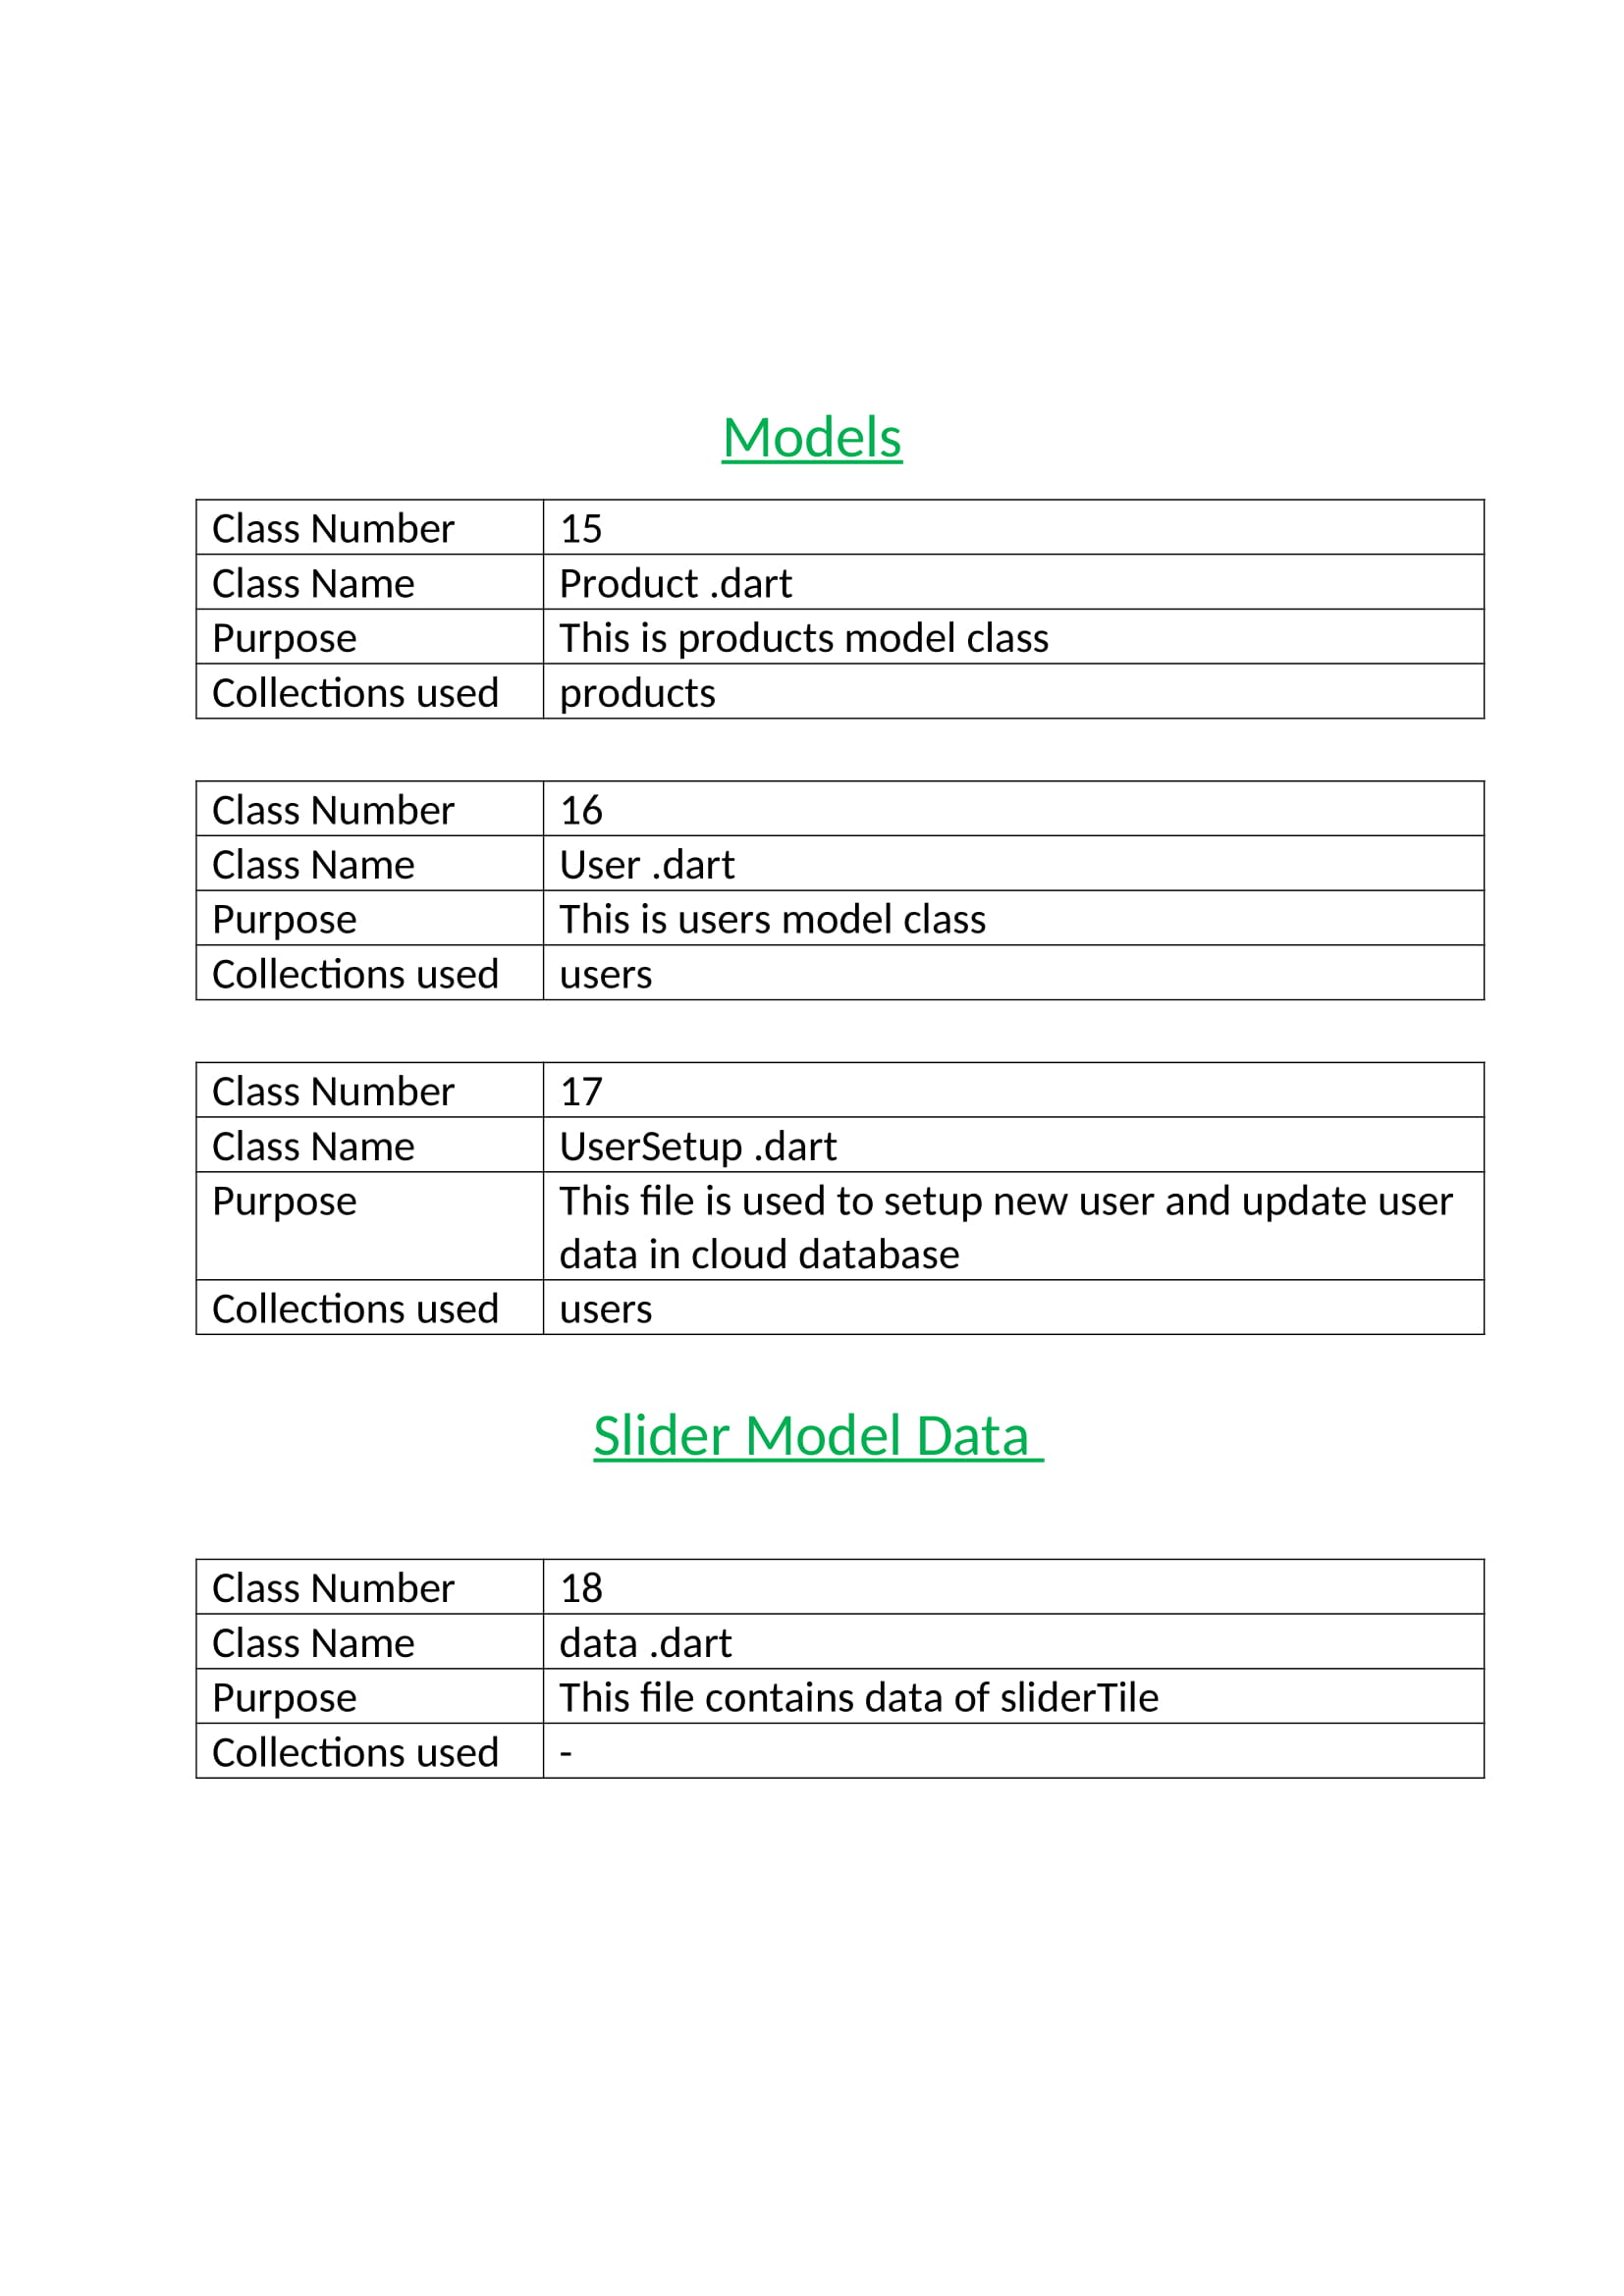 Models
Class Number 15
Class Name Product .dart
Purpose This is products model class
Collections used products
Class Number 16
Class Name User .dart
Purpose This is users model class
Collections used users
Class Number 17
Class Name UserSetup .dart
Purpose This file is used to setup new user and update user
data in cloud database
Collections used users
Slider Model Data
Class Number 18
Class Name data .dart
Purpose This file contains data of sliderTile
Collections used -